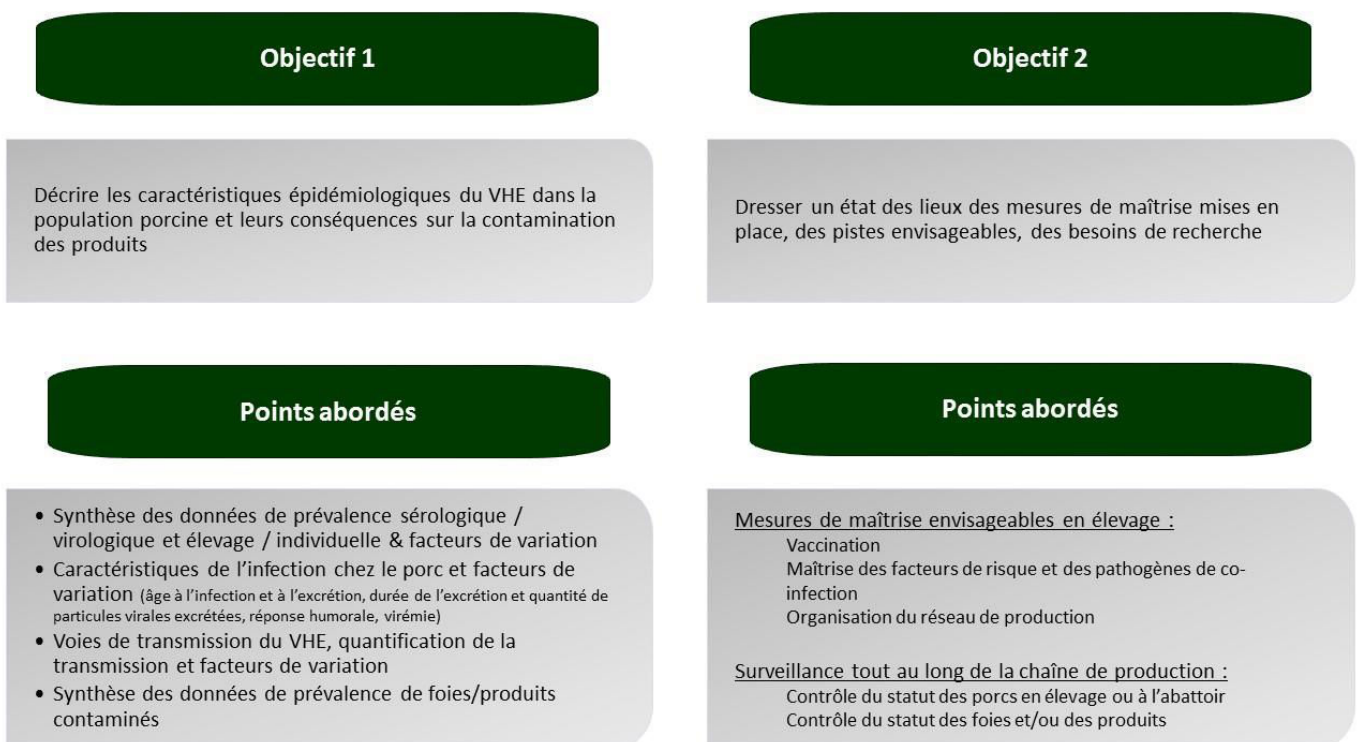 Objectif 1
Décrire les caractéristiques épidémiologiques du VHE dans la
population porcine et leurs conséquences sur la contamination
des produits
Points abordés
• Synthèse des données de prévalence sérologique /
virologique et élevage / individuelle & facteurs de variation
• Caractéristiques de l'infection chez le porc et facteurs de
variation (âge à l'infection et à l'excrétion, durée de l'excrétion et quantité de
particules virales excrétées, réponse humorale, virémie)
• Voies de transmission du VHE, quantification de la
transmission et facteurs de variation
• Synthèse des données de prévalence de foies/produits
contaminés
Objectif 2
Dresser un état des lieux des mesures de maîtrise mises en
place, des pistes envisageables, des besoins de recherche
Points abordés
Mesures de maîtrise envisageables en élevage :
Vaccination
Maîtrise des facteurs de risque et des pathogènes de co-
infection
Organisation du réseau de production
Surveillance tout au long de la chaîne de production :
Contrôle du statut des porcs en élevage ou à l'abattoir
Contrôle du statut des foies et/ou des produits